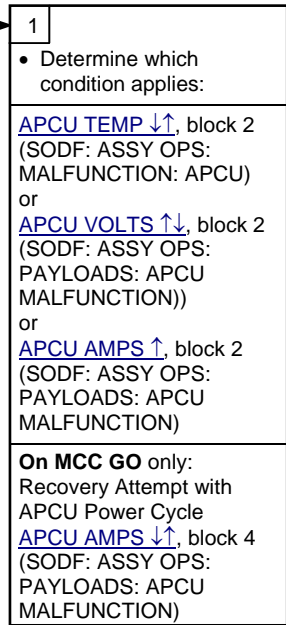 1
• Determine which
condition applies:
APCU TEMP ↓↑, block 2
(SODF: ASSY OPS:
MALFUNCTION: APCU)
or
APCU VOLTS ↑↓, block 2
(SODF: ASSY OPS:
PAYLOADS: APCU
MALFUNCTION))
or
APCU AMPS ↑, block 2
(SODF: ASSY OPS:
PAYLOADS: APCU
MALFUNCTION)
On MCC GO only:
Recovery Attempt with
APCU Power Cycle
APCU AMPS ↓↑, block 4
(SODF: ASSY OPS:
PAYLOADS: APCU
MALFUNCTION)